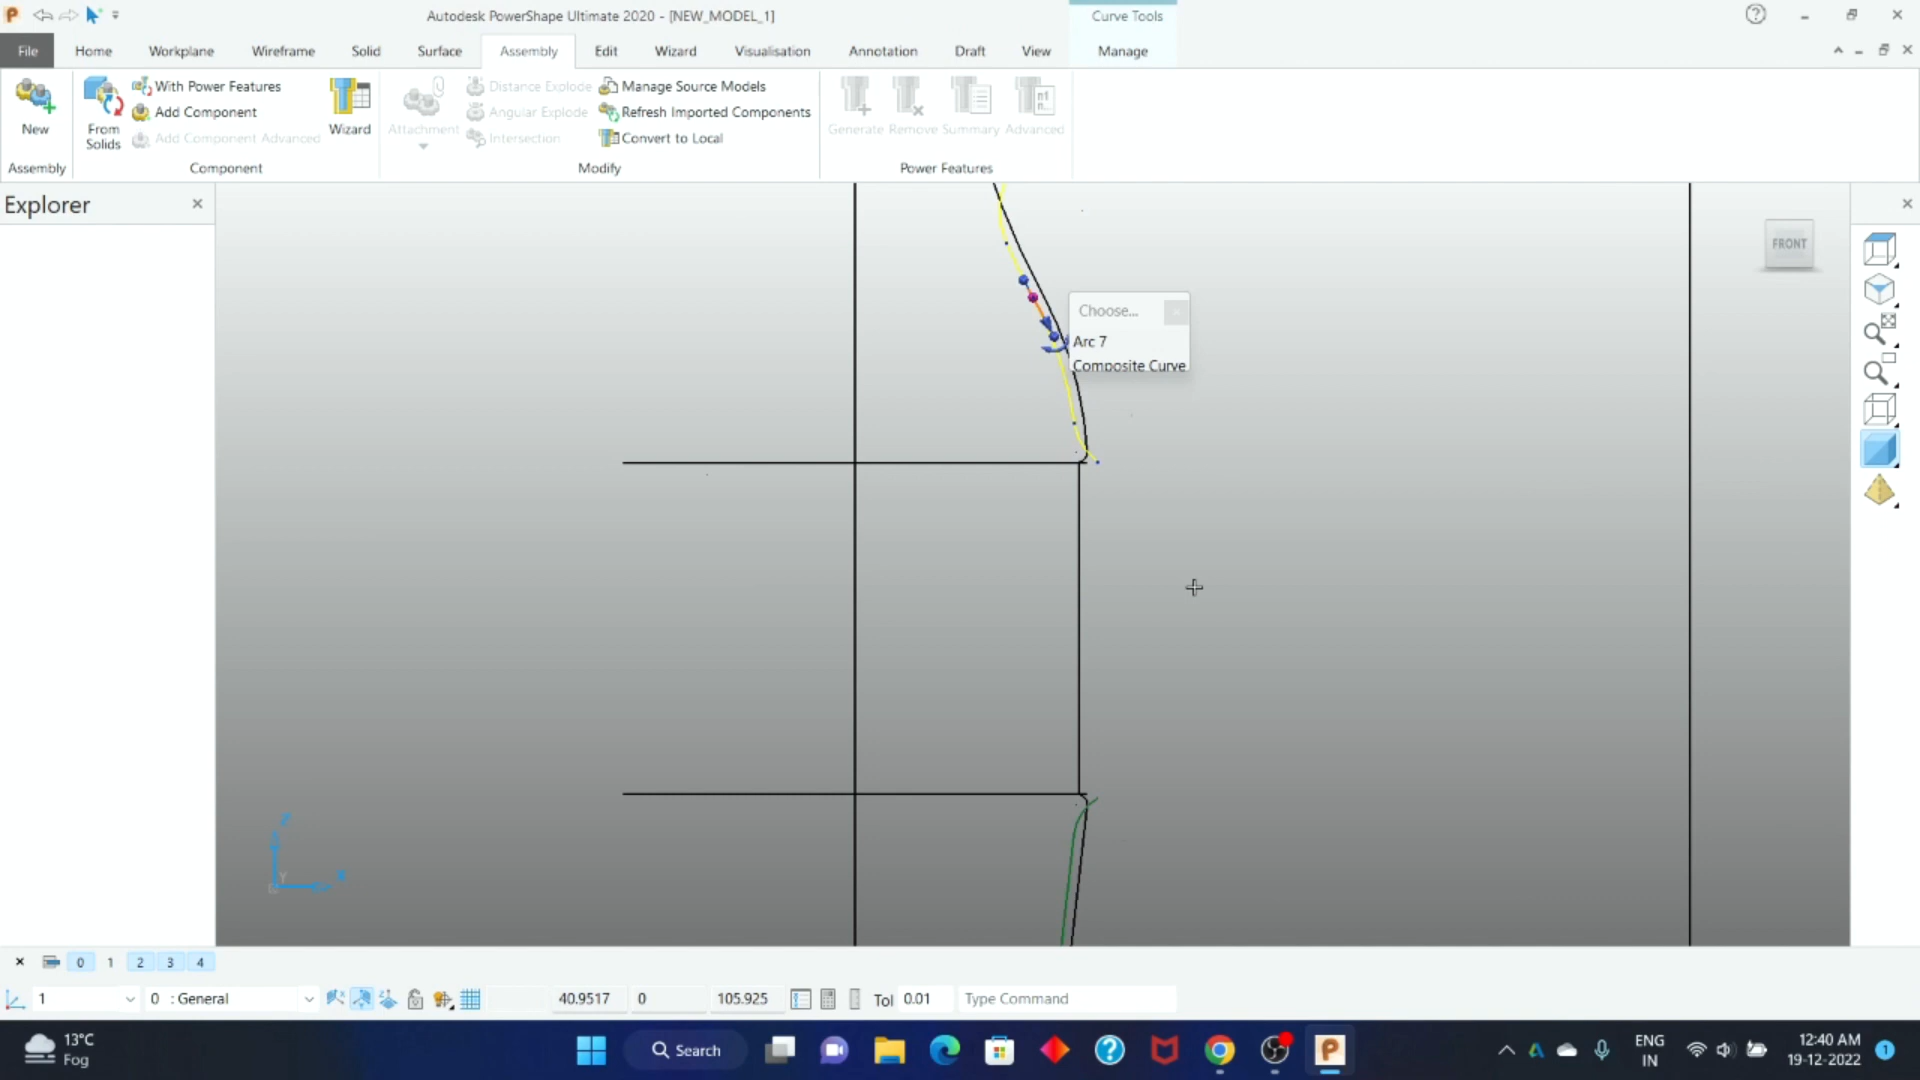 Autodesk PowerShape Ultimate 2020 - [NEW_MODEL_1]
Curve Tools
File Home Workplane Wireframe Solid Surface Assembly Edit Wizard Visualisation Annotation Draft View Manage
New
Assembly
From Solids
With Power Features
Add Component
Add Component Advanced
Wizard
Component
Attachment
Distance Explode
Angular Explode
Intersection
Manage Source Models
Refresh Imported Components
Convert to Local
Modify
Generate Remove Summary Advanced
Power Features
Explorer
FRONT
Choose...
Arc 7
Composite Curve
Y
0 1 2 3 4
1
0 : General
40.9517 0 105.925
Tol 0.01
Type Command
13°C
Fog
Search
ENG
IN
12:40 AM
19-12-2022
1